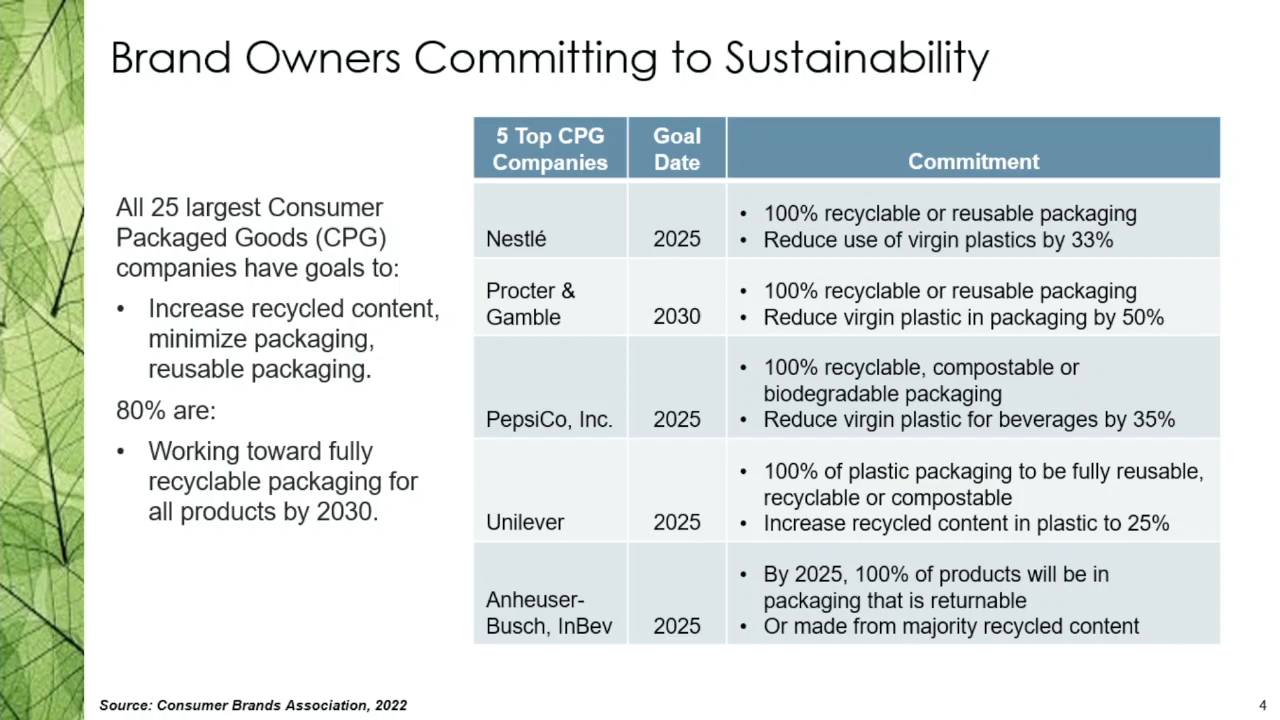 Brand Owners Committing to Sustainability
All 25 largest Consumer
Packaged Goods (CPG)
companies have goals to:
• Increase recycled content,
minimize packaging,
reusable packaging.
80% are:
• Working toward fully
recyclable packaging for
all products by 2030.
5 Top CPG
Companies
Goal
Date
Commitment
Nestlé
2025
• 100% recyclable or reusable packaging
• Reduce use of virgin plastics by 33%
Procter &
Gamble
2030
• 100% recyclable or reusable packaging
• Reduce virgin plastic in packaging by 50%
PepsiCo, Inc.
2025
• 100% recyclable, compostable or
biodegradable packaging
• Reduce virgin plastic for beverages by 35%
Unilever
2025
• 100% of plastic packaging to be fully reusable,
recyclable or compostable
• Increase recycled content in plastic to 25%
Anheuser-
Busch, InBev
2025
• By 2025, 100% of products will be in
packaging that is returnable
• Or made from majority recycled content
Source: Consumer Brands Association, 2022
4